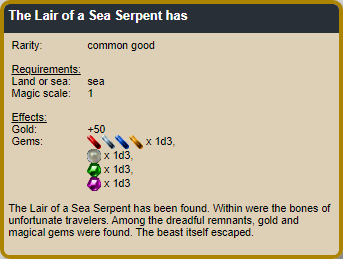 The Lair of a Sea Serpent has
Rarity: common good
Requirements:
Land or sea: sea
Magic scale: 1
Effects:
Gold: +50
Gems: x 1d3,
x 1d3,
x 1d3,
x 1d3
The Lair of a Sea Serpent has been found. Within were the bones of
unfortunate travelers. Among the dreadful remnants, gold and
magical gems were found. The beast itself escaped.